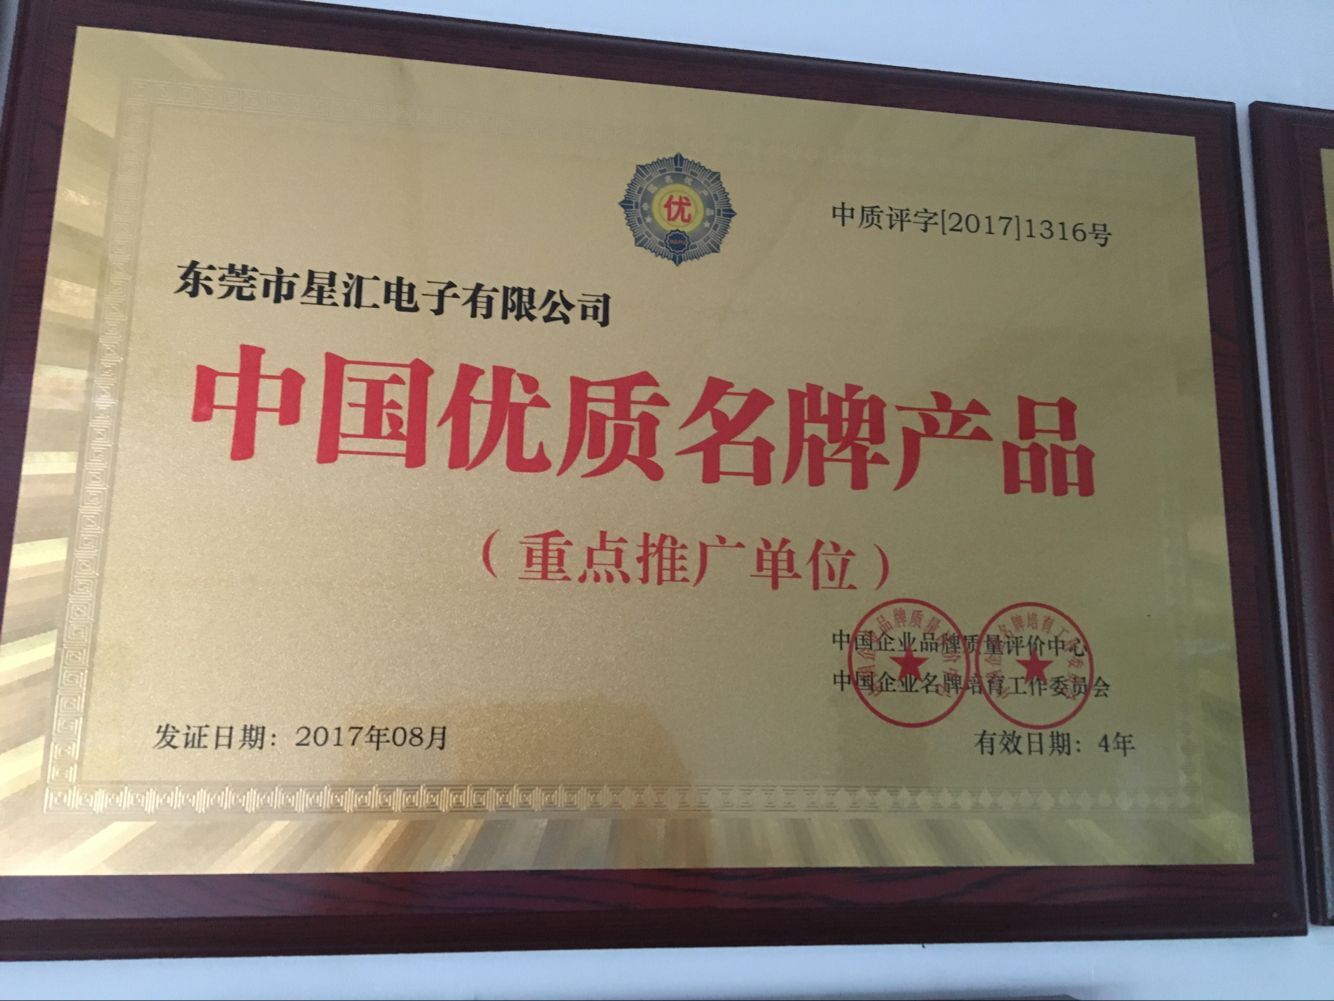 优
中质评字[2017]1316号
东莞市星汇电子有限公司
中国优质名牌产品
（重点推广单位）
中国企业品牌质量评价中心
中国企业名牌培育工作委员会
发证日期：2017年08月
有效日期：4年